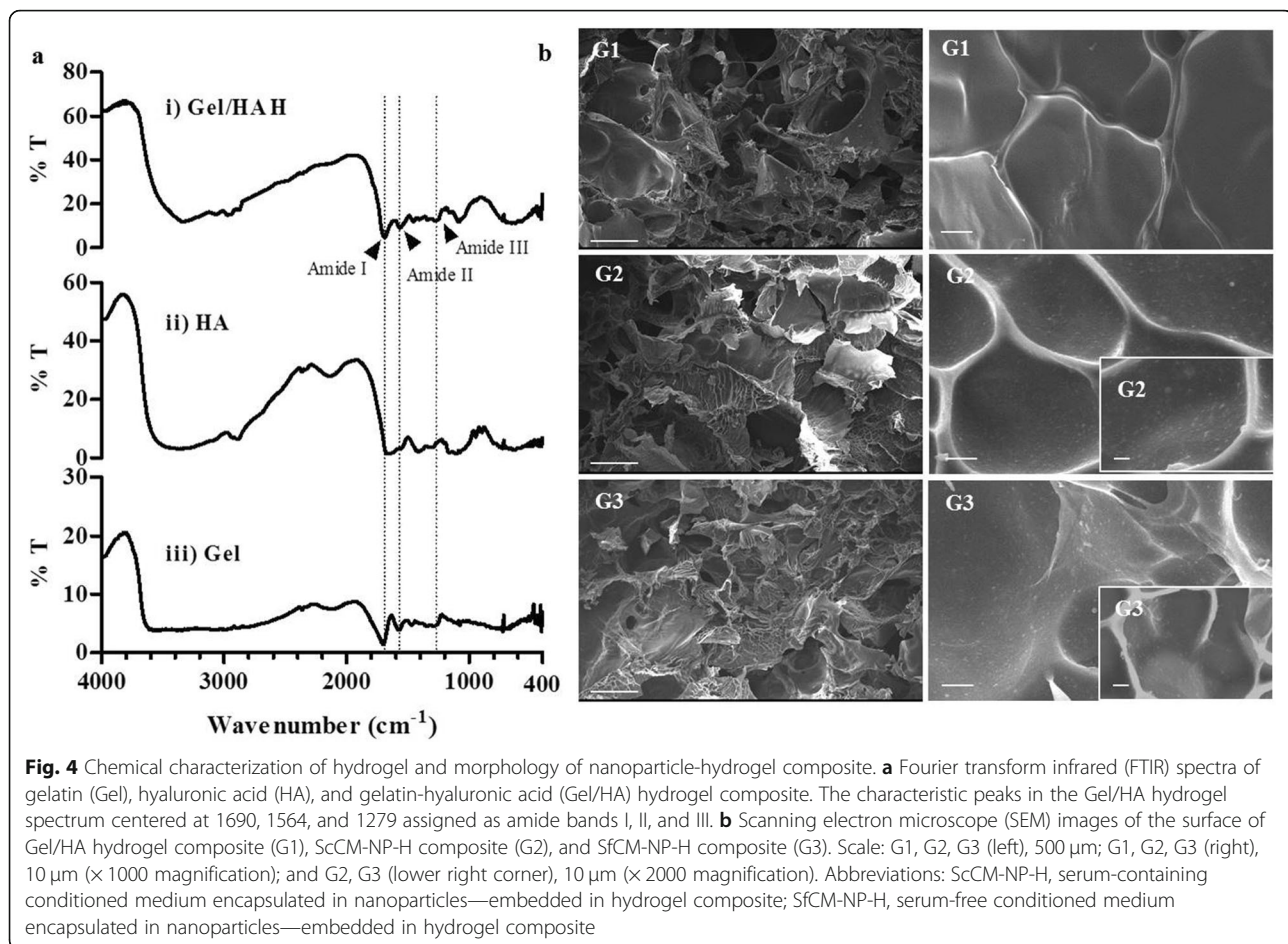 a
80
60
40
20
0
% T
i) Gel/HAH
Amide I
Amide II
Amide III
60
40
20
0
% T
ii) HA
30
20
10
0
% T
iii) Gel
4000 3000 2000 1000 400
Wavenumber (cm-1)
b
G1
G1
G2
G2
G2
G3
G3
G3
Fig. 4 Chemical characterization of hydrogel and morphology of nanoparticle-hydrogel composite. a Fourier transform infrared (FTIR) spectra of
gelatin (Gel), hyaluronic acid (HA), and gelatin-hyaluronic acid (Gel/HA) hydrogel composite. The characteristic peaks in the Gel/HA hydrogel
spectrum centered at 1690, 1564, and 1279 assigned as amide bands I, II, and III. b Scanning electron microscope (SEM) images of the surface of
Gel/HA hydrogel composite (G1), ScCM-NP-H composite (G2), and SfCM-NP-H composite (G3). Scale: G1, G2, G3 (left), 500 μm; G1, G2, G3 (right),
10 μm (× 1000 magnification); and G2, G3 (lower right corner), 10 μm (× 2000 magnification). Abbreviations: ScCM-NP-H, serum-containing
conditioned medium encapsulated in nanoparticles—embedded in hydrogel composite; SfCM-NP-H, serum-free conditioned medium
encapsulated in nanoparticles—embedded in hydrogel composite